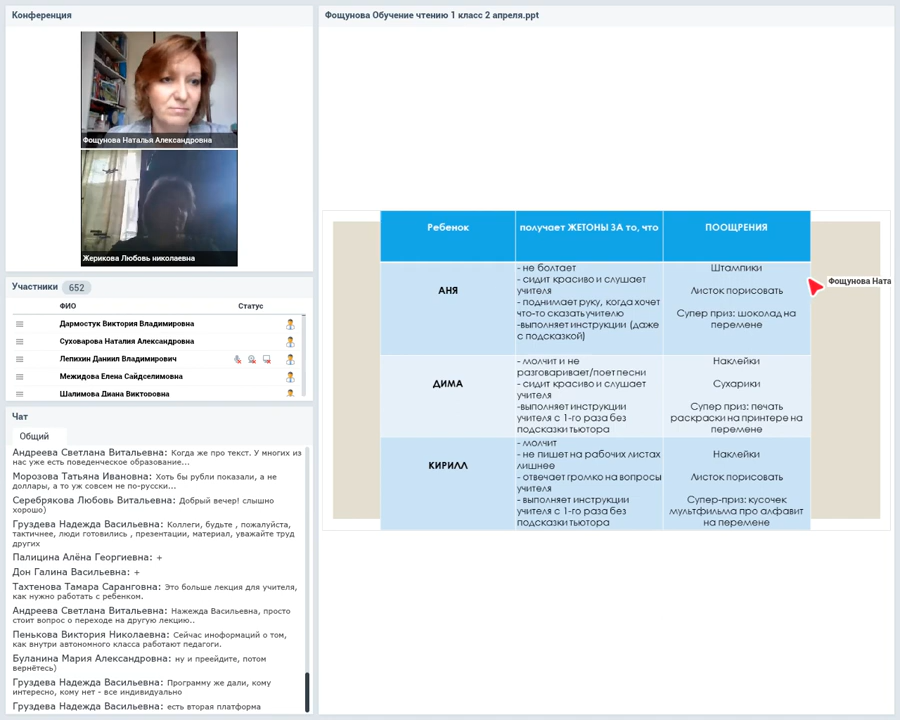 Конференция
Фощунова Наталья Александровна
Жерикова Любовь николаевна
Участники 652
ФИО Статус
Дармостук Виктория Владимировна
Суховарова Наталия Александровна
Лепихин Даниил Владимирович
Межидова Елена Сайдселимовна
Шалимова Диана Викторовна
Чат
Общий
Андреева Светлана Витальевна: Когда же про текст. У многих из
нас уже есть поведенческое образование...
Морозова Татьяна Ивановна: Хоть бы рубли показали, а не
доллары, а то уж совсем не по-русски...
Серебрякова Любовь Витальевна: Добрый вечер! слышно
хорошо)
Груздева Надежда Васильевна: Коллеги, будьте , пожалуйста,
тактичнее, люди готовились , презентации, материал, уважайте труд
других
Палицина Алёна Георгиевна: +
Дон Галина Васильевна: +
Тахтенова Тамара Саранговна: Это больше лекция для учителя,
как нужно работать с ребенком.
Андреева Светлана Витальевна: Нажежда Васильевна, просто
стоит вопрос о переходе на другую лекцию..
Пенькова Виктория Николаевна: Сейчас иноформаций о том,
как внутри автономного класса работают педагоги.
Буланина Мария Александровна: ну и преейдите, потом
вернётесь)
Груздева Надежда Васильевна: Программу же дали, кому
интересно, кому нет - все индивидуально
Груздева Надежда Васильевна: есть вторая платформа
Фощунова Обучение чтению 1 класс 2 апреля.ppt
Ребенок
получает ЖЕТОНЫ ЗА то, что
ПООЩРЕНИЯ
АНЯ
- не болтает
- сидит красиво и слушает
учителя
- поднимает руку, когда хочет
что-то сказать учителю
-выполняет инструкции (даже
с подсказкой)
Штампики
Листок порисовать
Супер приз: шоколад на
перемене
ДИМА
- молчит и не
разговаривает/поет песни
- сидит красиво и слушает
учителя
-выполняет инструкции
учителя с 1-го раза без
подсказки тьютора
Наклейки
Сухарики
Супер приз: печать
раскраски на принтере на
перемене
КИРИЛЛ
- молчит
- не пишет на рабочих листах
лишнее
- отвечает громко на вопросы
учителя
- выполняет инструкции
учителя с 1-го раза без
подсказки тьютора
Наклейки
Листок порисовать
Супер-приз: кусочек
мультфильма про алфавит
на перемене
Фощунова Ната